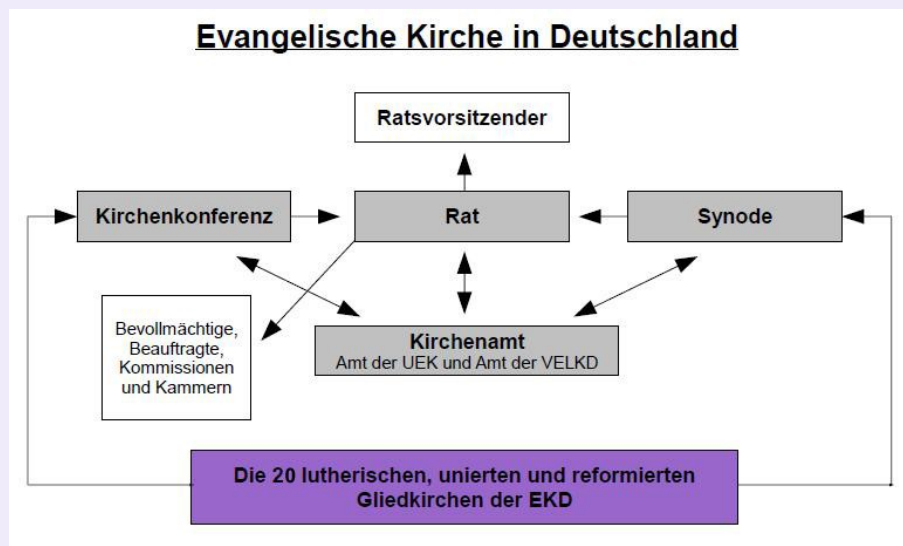 Evangelische Kirche in Deutschland
Ratsvorsitzender
Kirchenkonferenz
Rat
Synode
Bevollmächtige,
Beauftragte,
Kommissionen
und Kammern
Kirchenamt
Amt der UEK und Amt der VELKD
Die 20 lutherischen, unierten und reformierten
Gliedkirchen der EKD